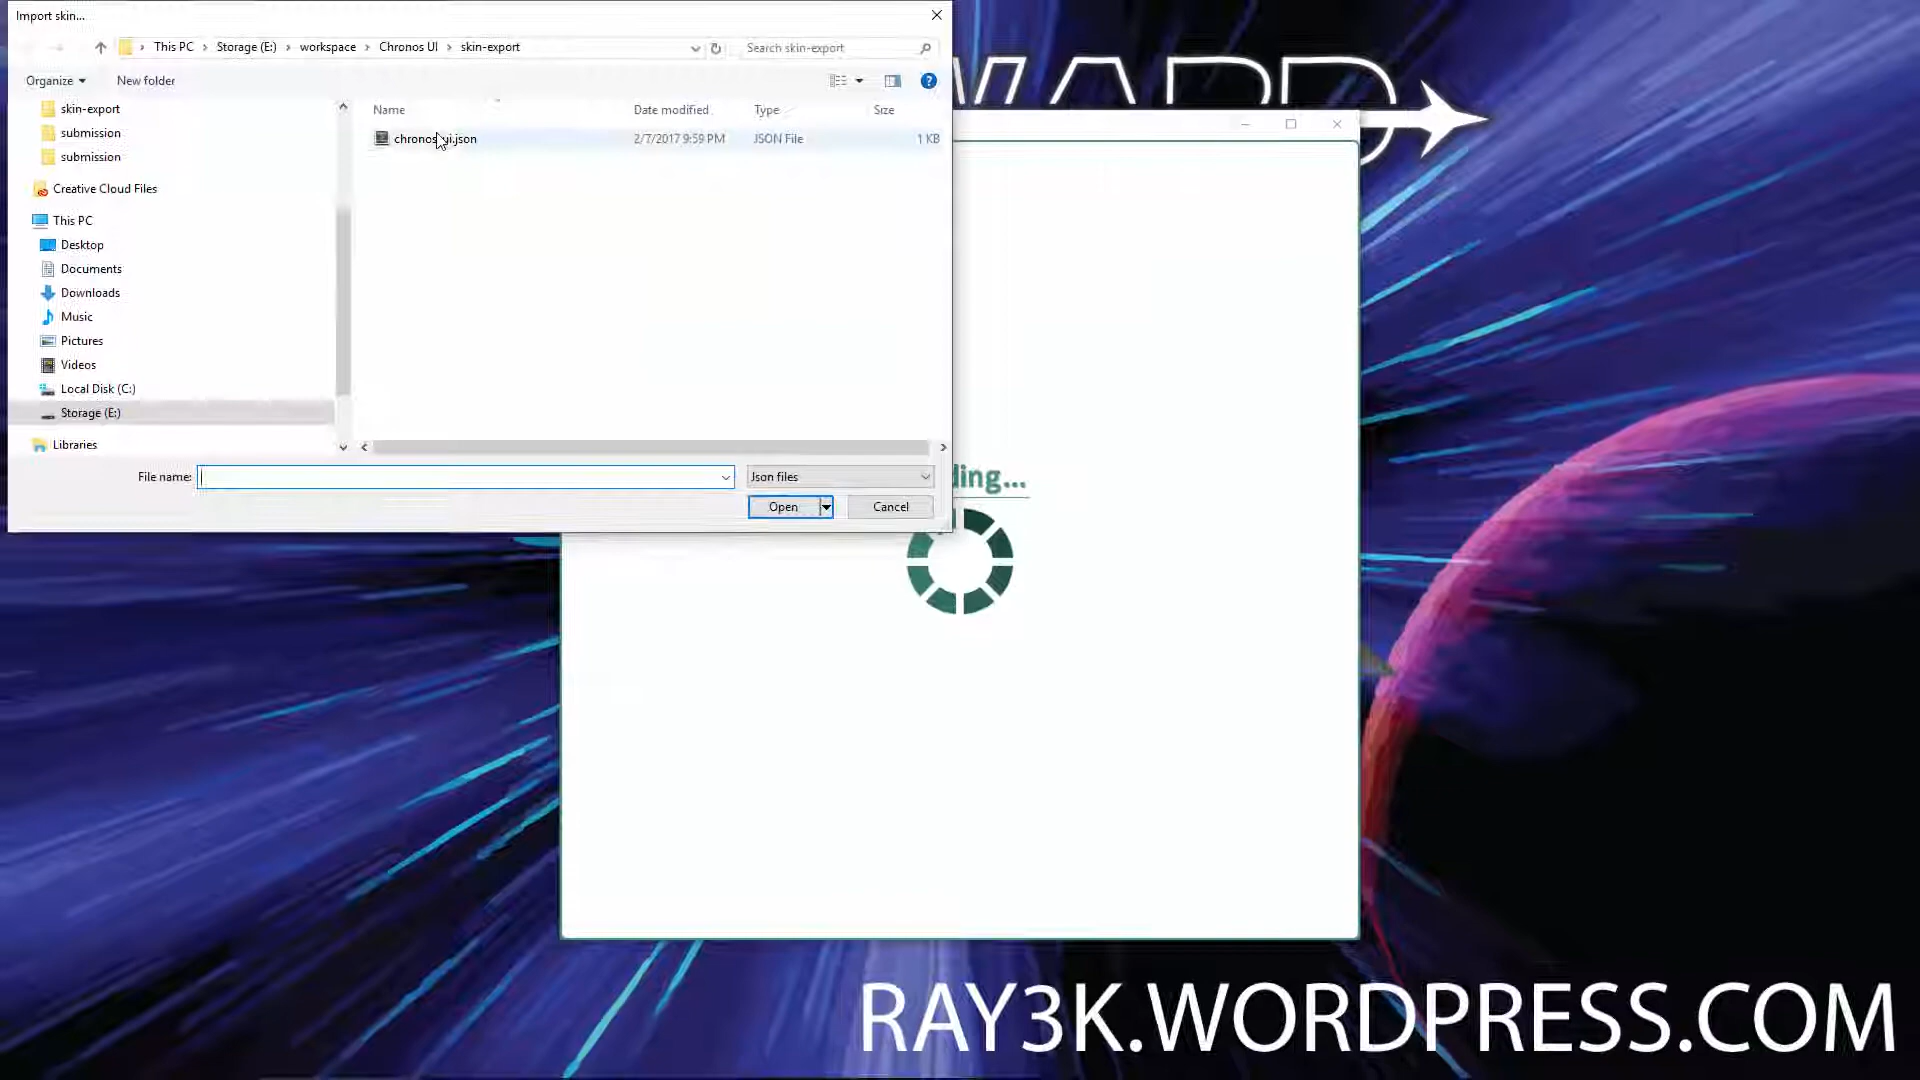 Import skin...
This PC > Storage (E:) > workspace > Chronos UI > skin-export
Search skin-export
Organize
New folder
skin-export
submission
submission
Creative Cloud Files
This PC
Desktop
Documents
Downloads
Music
Pictures
Videos
Local Disk (C:)
Storage (E:)
Libraries
Name Date modified Type Size
2/7/2017 9:59 PM JSON File 1 KB
File name:
Json files
Open
Cancel
RAY3K.WORDPRESS.COM